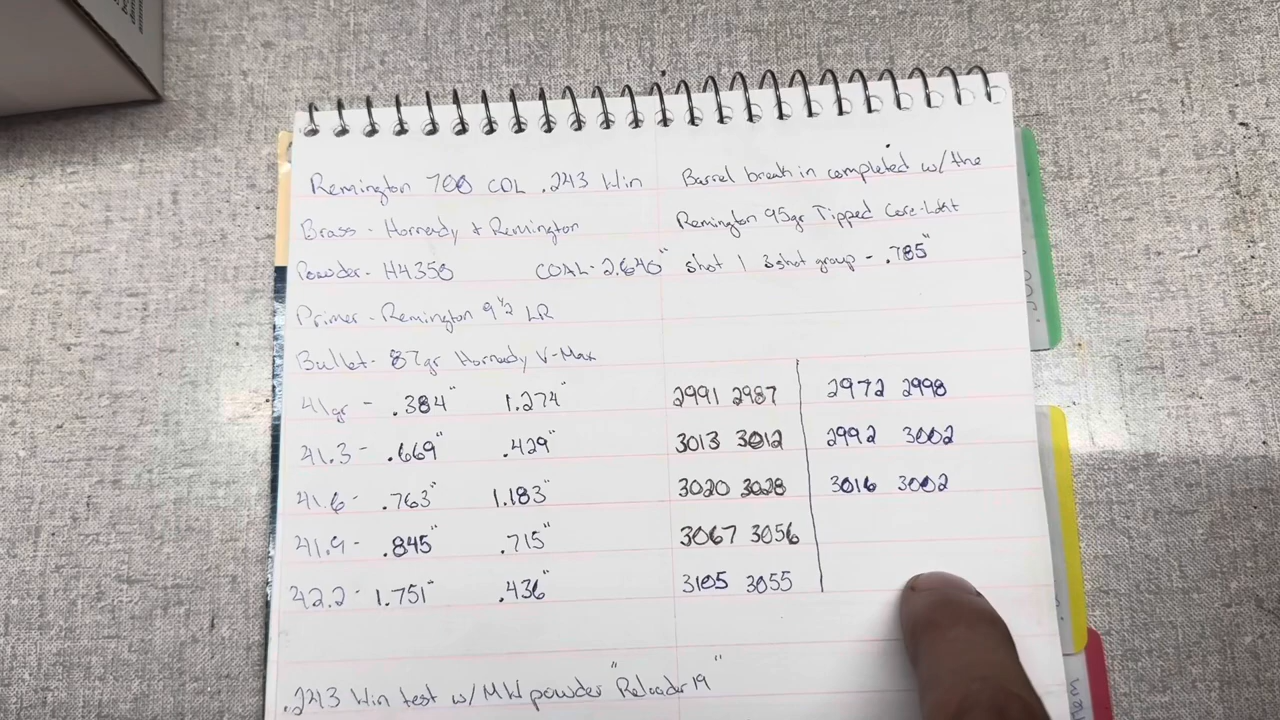 Remington 700 CDL .243 Win
Barrel break in completed w/the
Brass - Hornady & Remington
Remington 95gr Tipped Core-Lokt
Powder - H4350 COAL - 2.640"
shot 1 3 shot group - .785"
Primer - Remington 9 1/2 LR
Bullet - 87gr Hornady V-Max
41gr - .384" 1.274" 2991 2987 2972 2998
41.3 - .669" .429" 3013 3012 2992 3002
41.6 - .763" 1.183" 3020 3028 3016 3002
41.9 - .845" .715" 3067 3056
42.2 - 1.751" .436" 3105 3055
.243 Win test w/MW powder "Reloder 19"